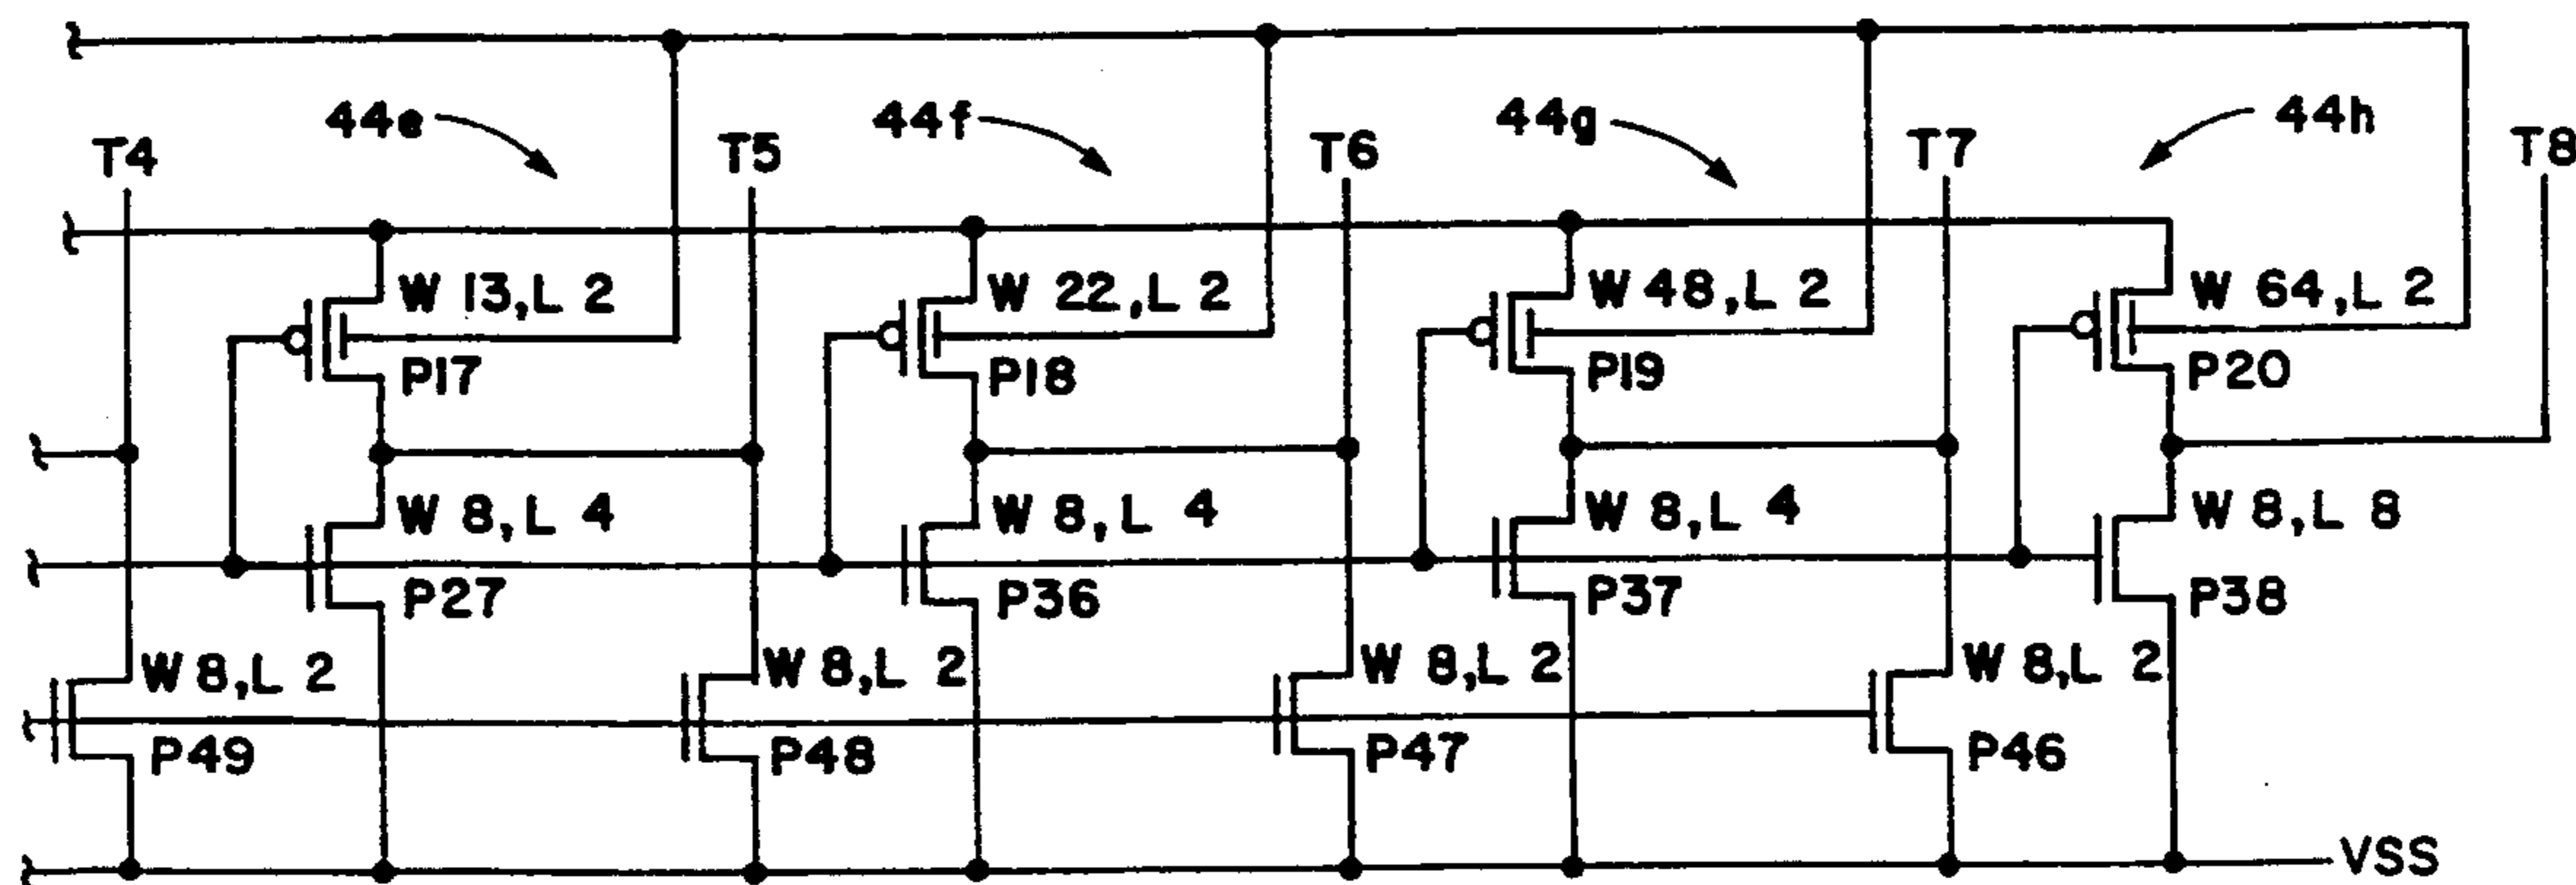 44e 44f 44g 44h
T4 T5 T6 T7 T8
W 13,L 2 W 22,L 2 W 48,L 2 W 64,L 2
P17 P18 P19 P20
W 8,L 4 W 8,L 4 W 8,L 4 W 8,L 8
P27 P36 P37 P38
W 8,L 2 W 8,L 2 W 8,L 2 W 8,L 2
P49 P48 P47 P46
VSS